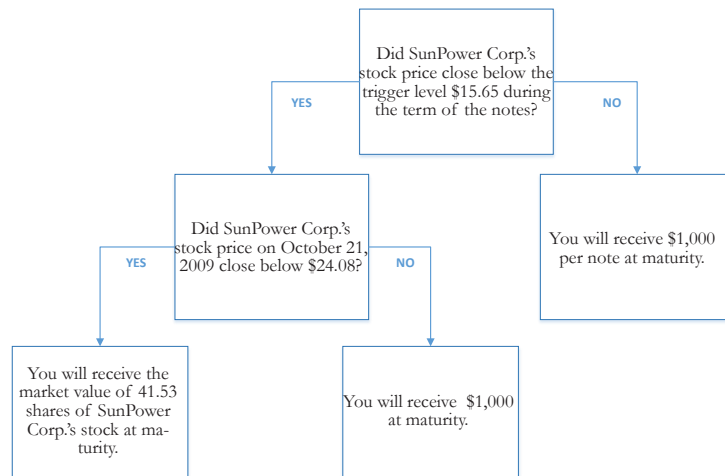 Did SunPower Corp.'s
stock price close below the
trigger level $15.65 during
the term of the notes?
YES
NO
Did SunPower Corp.'s
stock price on October 21,
2009 close below $24.08?
You will receive $1,000
per note at maturity.
YES
NO
You will receive the
market value of 41.53
shares of SunPower
Corp.'s stock at ma-
turity.
You will receive $1,000
at maturity.